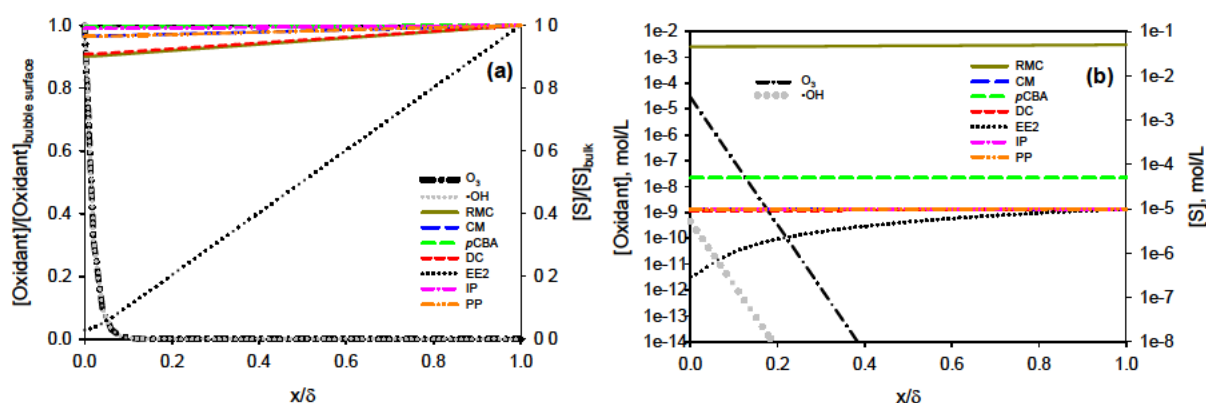 [Oxidant]/[Oxidant]bubble surface
1.0
0.8
0.6
0.4
0.2
0.0
(a)
O3
•OH
RMC
CM
pCBA
DC
EE2
IP
PP
1.0
0.8
0.6
0.4
0.2
0.0
[S]/[S]bulk
0.0 0.2 0.4 0.6 0.8 1.0
x/δ
[Oxidant], mol/L
1e-2
1e-3
1e-4
1e-5
1e-6
1e-7
1e-8
1e-9
1e-10
1e-11
1e-12
1e-13
1e-14
O3
•OH
(b)
RMC
CM
pCBA
DC
EE2
IP
PP
1e-1
1e-2
1e-3
1e-4
1e-5
1e-6
1e-7
1e-8
[S], mol/L
0.0 0.2 0.4 0.6 0.8 1.0
x/δ